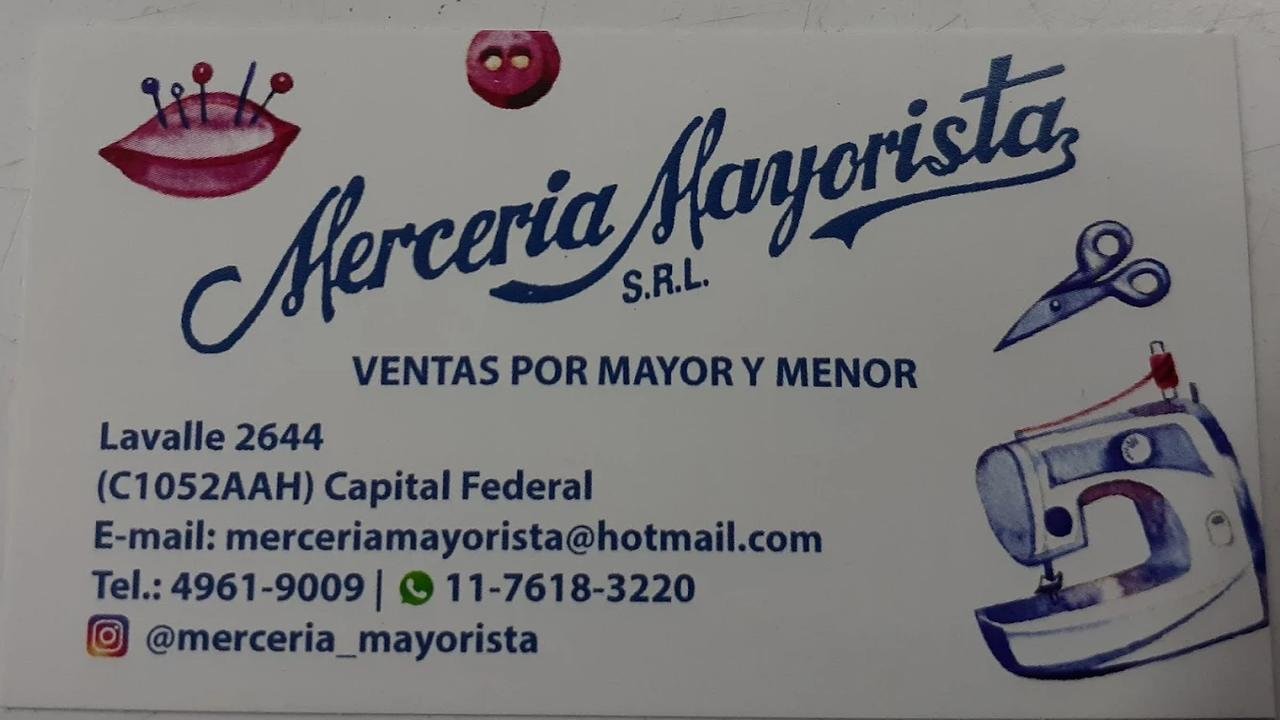 Merceria Mayorista
S.R.L.
VENTAS POR MAYOR Y MENOR
Lavalle 2644
(C1052AAH) Capital Federal
E-mail: merceriamayorista@hotmail.com
Tel.: 4961-9009 | 11-7618-3220
@merceria_mayorista